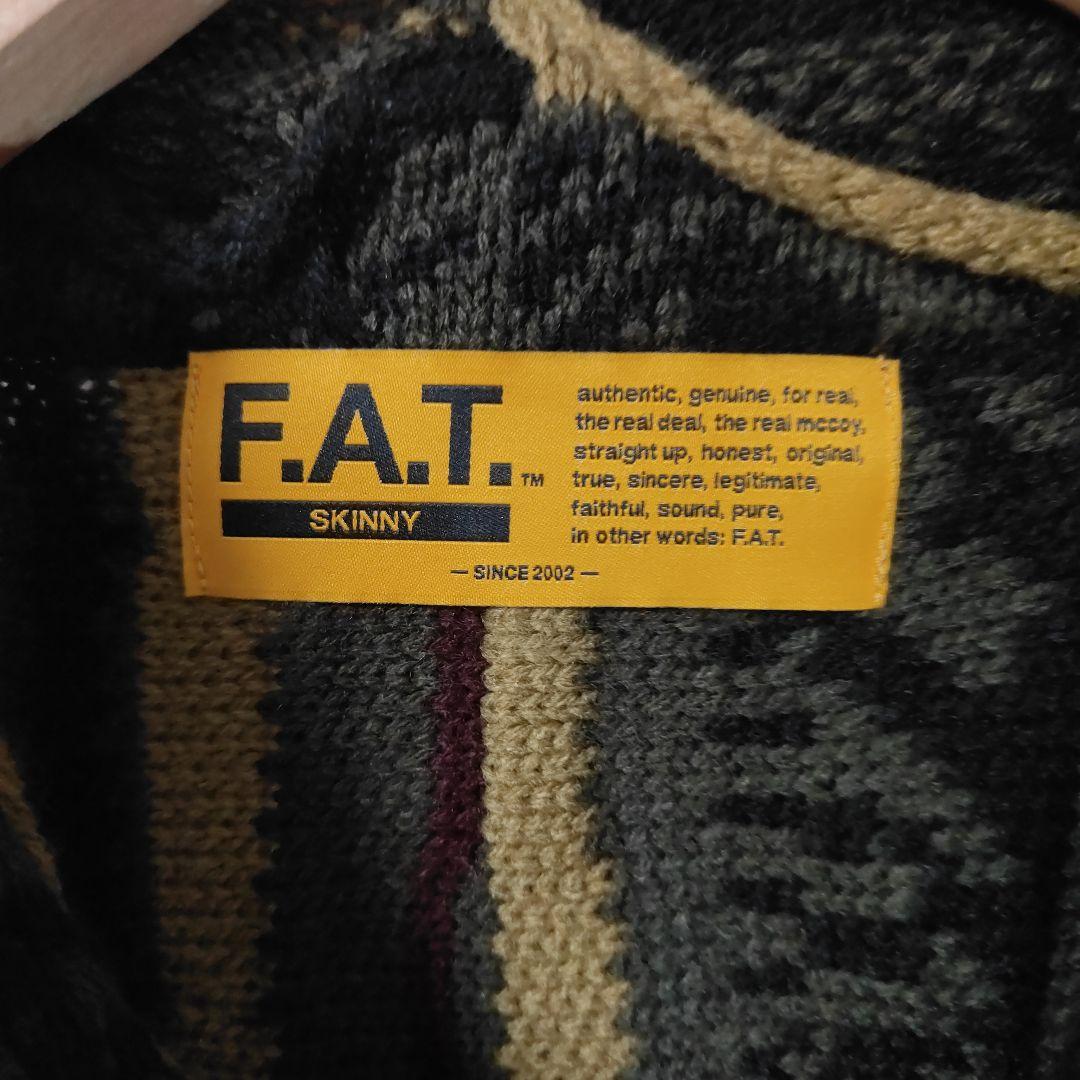 F.A.T.™
SKINNY
authentic, genuine, for real,
the real deal, the real mccoy,
straight up, honest, original,
true, sincere, legitimate,
faithful, sound, pure,
in other words: F.A.T.
— SINCE 2002 —